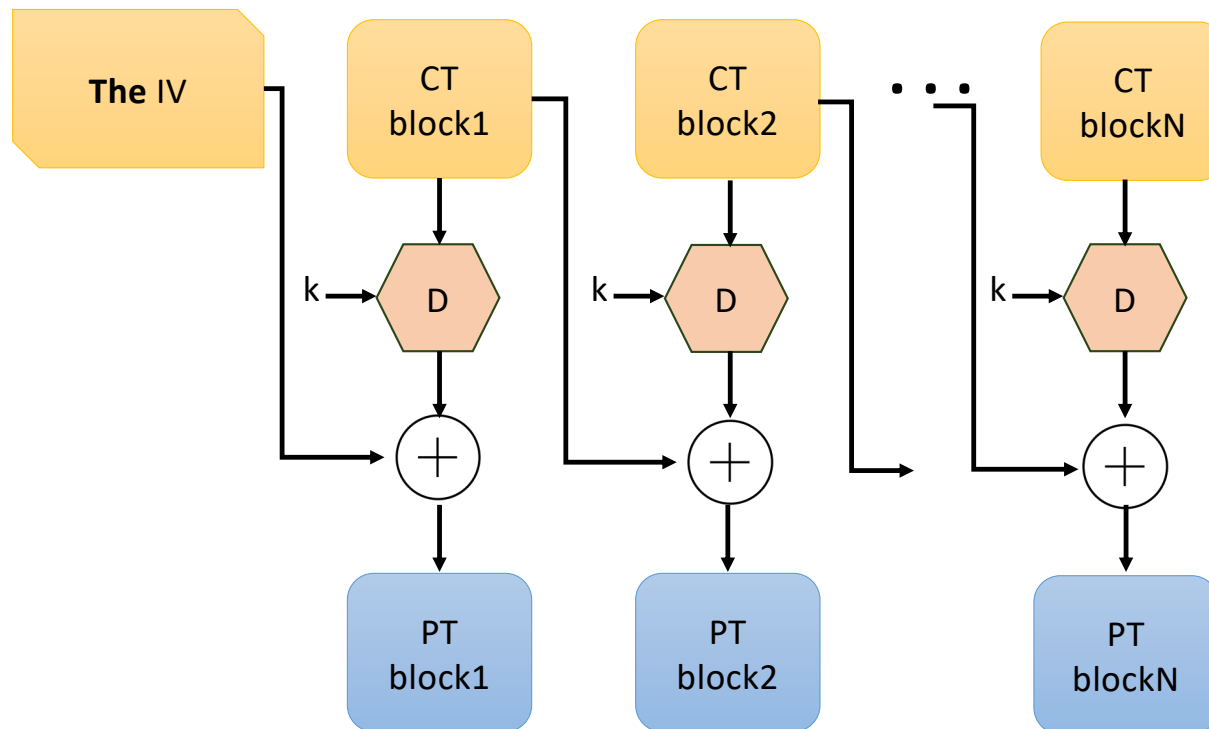 The IV
CT
block1
CT
block2
. . .
CT
blockN
k
D
k
D
k
D
PT
block1
PT
block2
PT
blockN